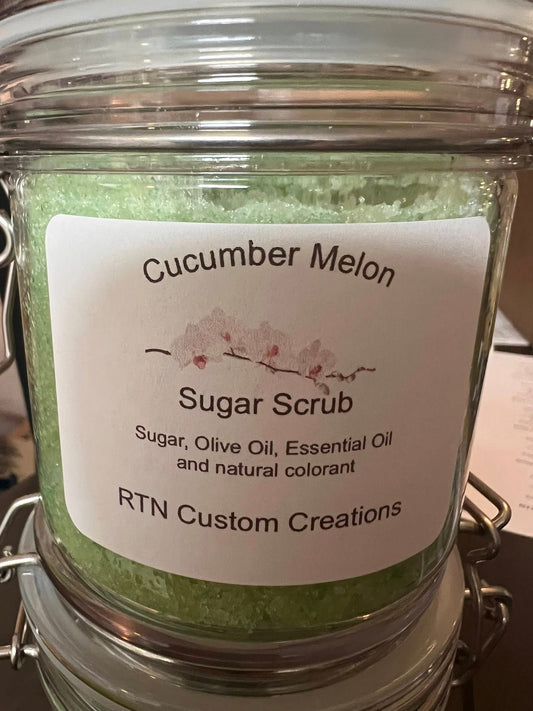 Cucumber Melon
Sugar Scrub
Sugar, Olive Oil, Essential Oil
and natural colorant
RTN Custom Creations